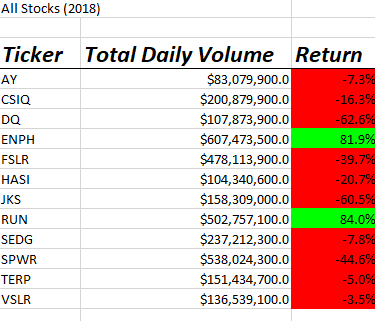 All Stocks (2018)
Ticker Total Daily Volume Return
AY $83,079,900.0 -7.3%
CSIQ $200,879,900.0 -16.3%
DQ $107,873,900.0 -62.6%
ENPH $607,473,500.0 81.9%
FSLR $478,113,900.0 -39.7%
HASI $104,340,600.0 -20.7%
JKS $158,309,000.0 -60.5%
RUN $502,757,100.0 84.0%
SEDG $237,212,300.0 -7.8%
SPWR $538,024,300.0 -44.6%
TERP $151,434,700.0 -5.0%
VSLR $136,539,100.0 -3.5%